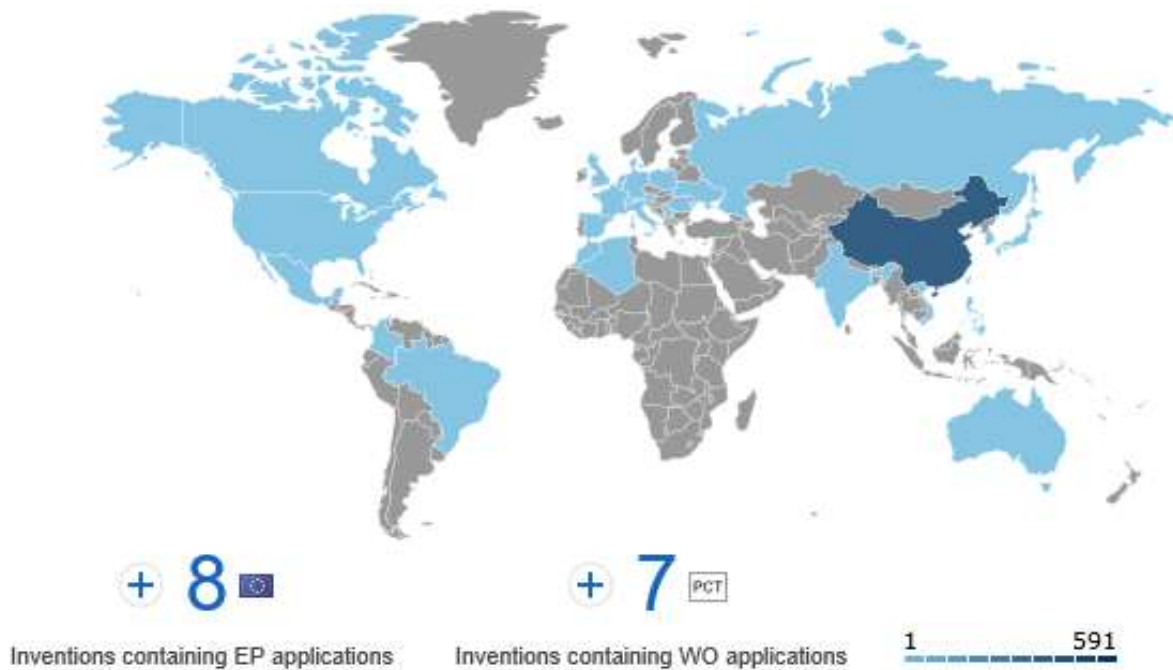 + 8
+ 7 PCT
Inventions containing EP applications
Inventions containing WO applications
1 591